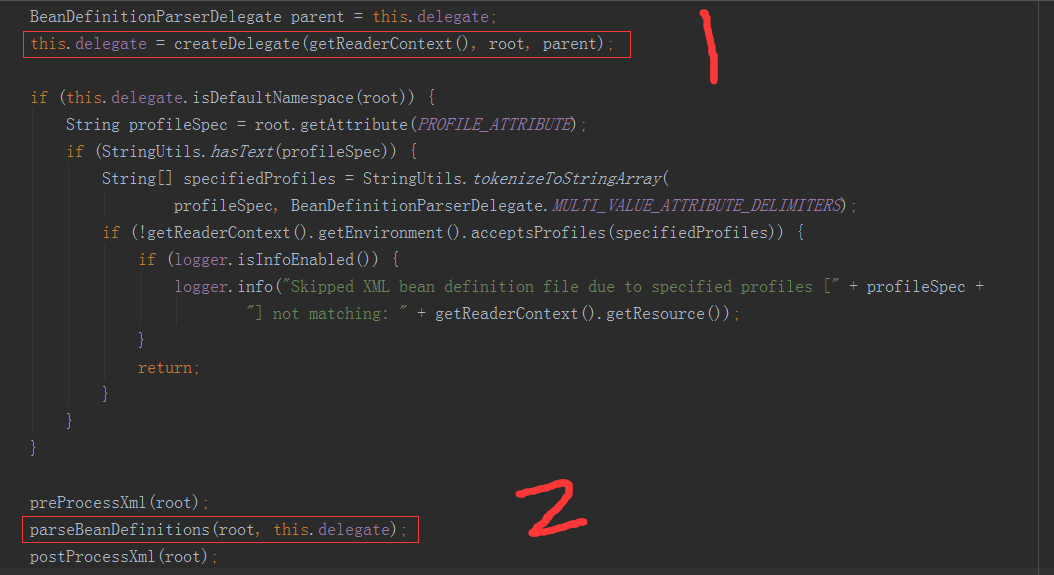 BeanDefinitionParserDelegate parent = this.delegate;
this.delegate = createDelegate(getReaderContext(), root, parent);
1
if (this.delegate.isDefaultNamespace(root)) {
String profileSpec = root.getAttribute(PROFILE_ATTRIBUTE);
if (StringUtils.hasText(profileSpec)) {
String[] specifiedProfiles = StringUtils.tokenizeToStringArray(
profileSpec, BeanDefinitionParserDelegate.MULTI_VALUE_ATTRIBUTE_DELIMITERS);
if (!getReaderContext().getEnvironment().acceptsProfiles(specifiedProfiles)) {
if (logger.isInfoEnabled()) {
logger.info("Skipped XML bean definition file due to specified profiles [" + profileSpec +
"] not matching: " + getReaderContext().getResource());
}
return;
}
}
}
preProcessXml(root);
parseBeanDefinitions(root, this.delegate);
2
postProcessXml(root);